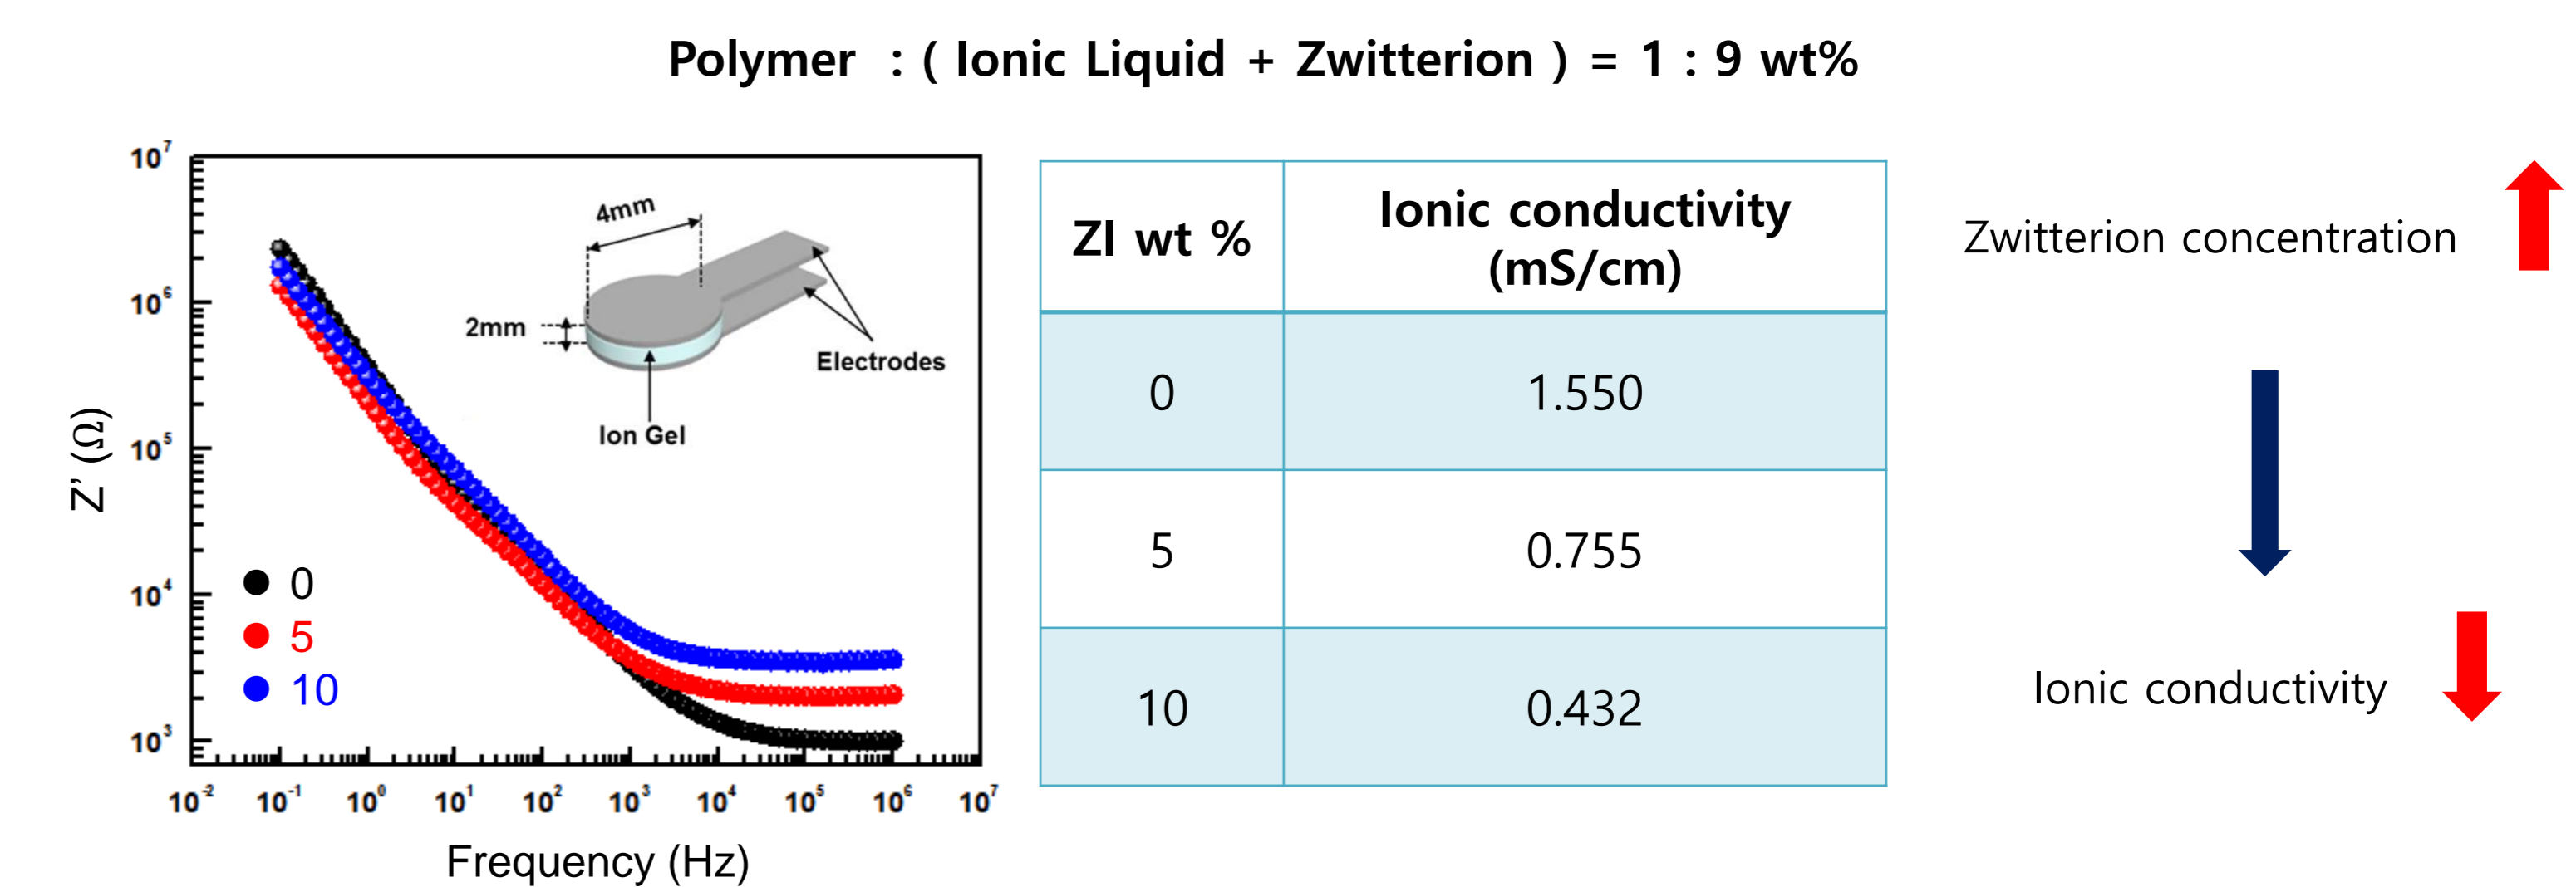 Polymer : ( Ionic Liquid + Zwitterion ) = 1 : 9 wt%
Z' (Ω)
10⁷
10⁶
10⁵
10⁴
10³
4mm
2mm
Electrodes
Ion Gel
0
5
10
10⁻² 10⁻¹ 10⁰ 10¹ 10² 10³ 10⁴ 10⁵ 10⁶ 10⁷
Frequency (Hz)
ZI wt % Ionic conductivity
(mS/cm)
0 1.550
5 0.755
10 0.432
Zwitterion concentration
Ionic conductivity